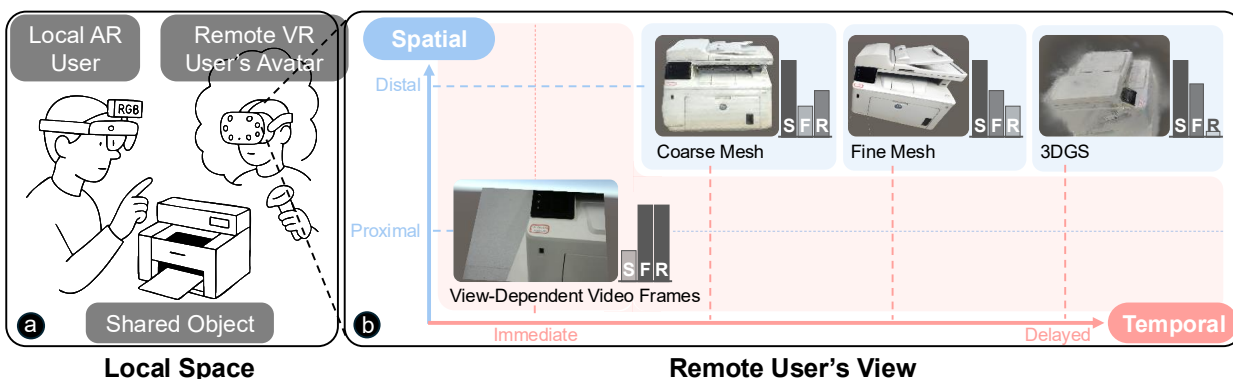 Local AR
User
Remote VR
User's Avatar
RGB
Shared Object
a
Local Space
b
Spatial
Distal
Proximal
S F R
Coarse Mesh
S F R
Fine Mesh
S F R
3DGS
S F R
View-Dependent Video Frames
Immediate
Delayed
Temporal
Remote User's View